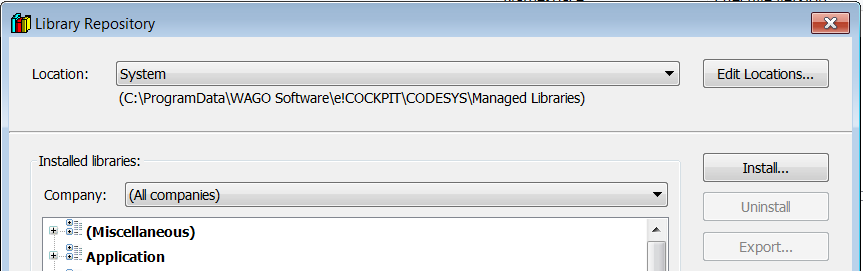 Library Repository
Location: System Edit Locations...
(C:\ProgramData\WAGO Software\e!COCKPIT\CODESYS\Managed Libraries)
Installed libraries:
Install...
Company: (All companies)
Uninstall
(Miscellaneous)
Export...
Application